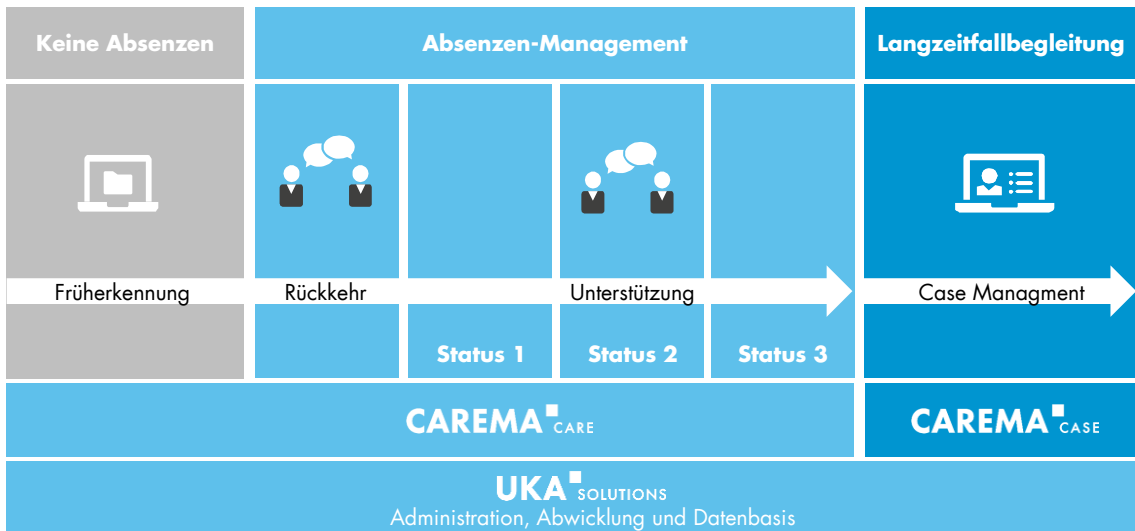 Keine Absenzen
Absenzen-Management
Langzeitfallbegleitung
Früherkennung
Rückkehr
Unterstützung
Case Managment
Status 1
Status 2
Status 3
CAREMA CARE
CAREMA CASE
UKA SOLUTIONS
Administration, Abwicklung und Datenbasis